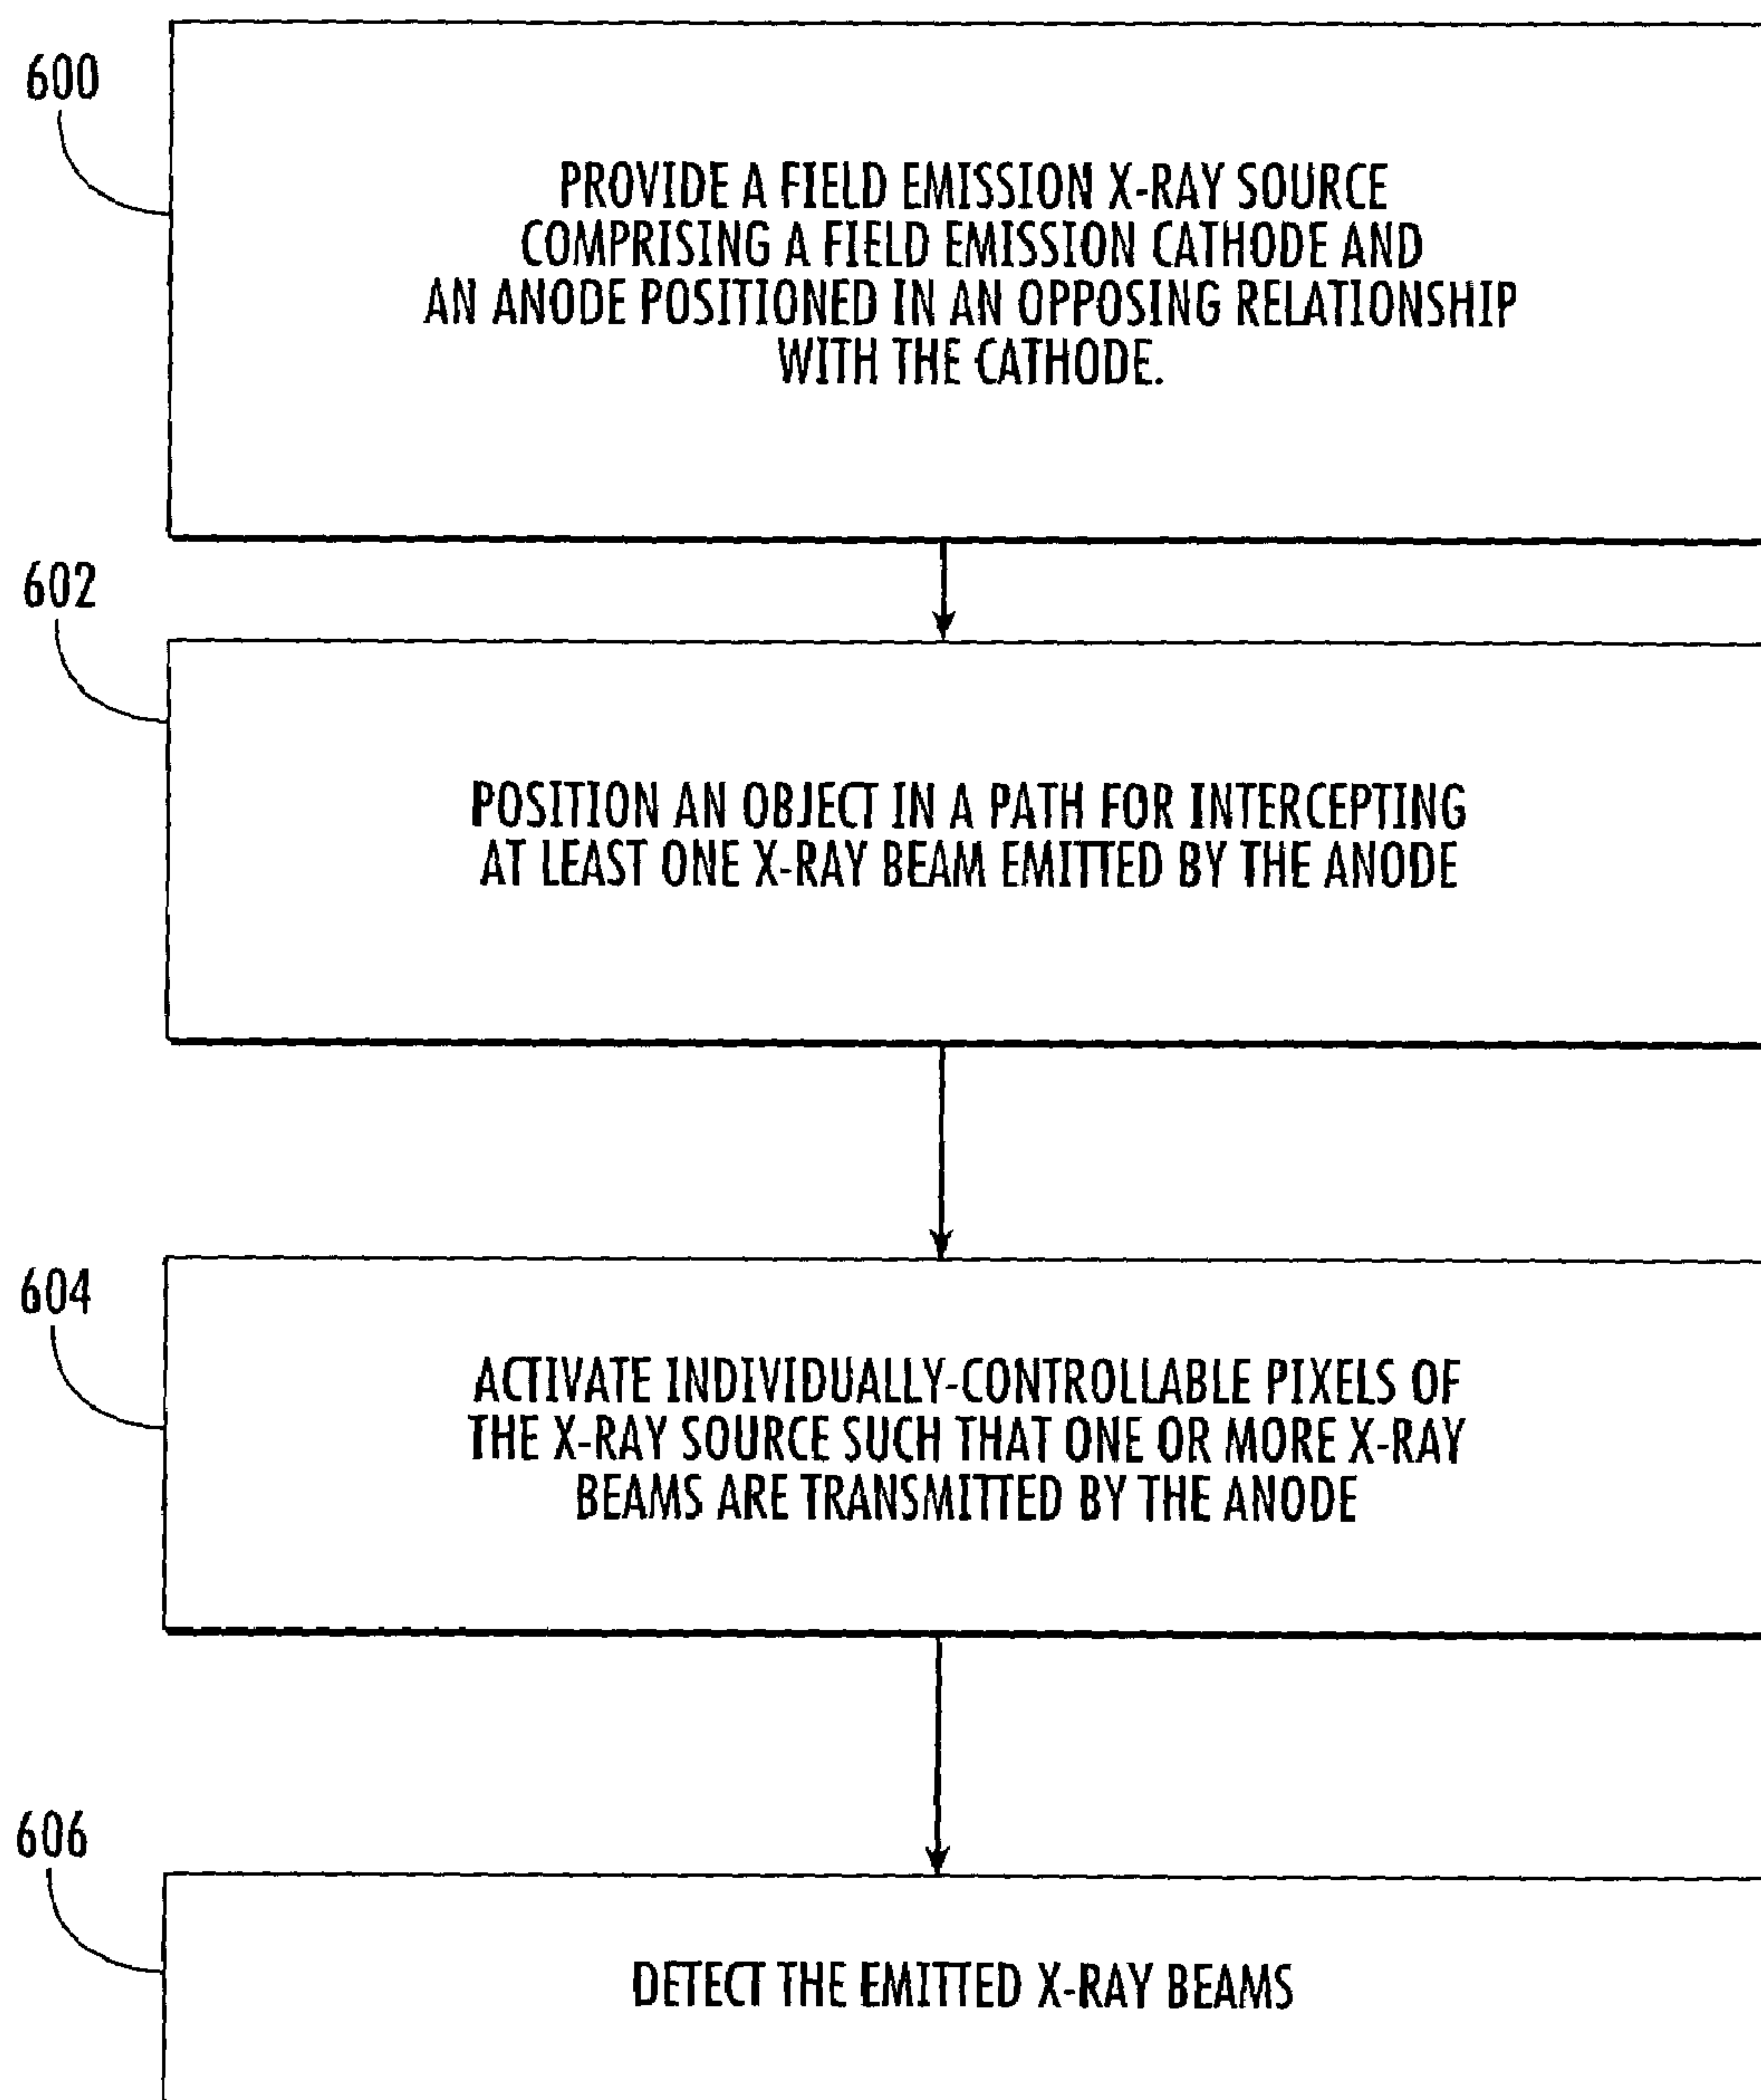 600
PROVIDE A FIELD EMISSION X-RAY SOURCE
COMPRISING A FIELD EMISSION CATHODE AND
AN ANODE POSITIONED IN AN OPPOSING RELATIONSHIP
WITH THE CATHODE.
602
POSITION AN OBJECT IN A PATH FOR INTERCEPTING
AT LEAST ONE X-RAY BEAM EMITTED BY THE ANODE
604
ACTIVATE INDIVIDUALLY-CONTROLLABLE PIXELS OF
THE X-RAY SOURCE SUCH THAT ONE OR MORE X-RAY
BEAMS ARE TRANSMITTED BY THE ANODE
606
DETECT THE EMITTED X-RAY BEAMS